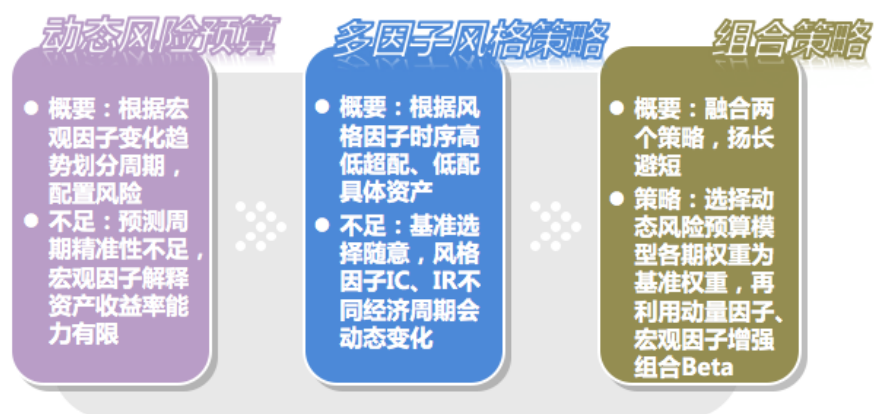 动态风险预算
● 概要：根据宏
观因子变化趋
势划分周期，
配置风险
● 不足：预测周
期精准性不足，
宏观因子解释
资产收益率能
力有限
多因子风格策略
● 概要：根据风
格因子时序高
低超配、低配
具体资产
● 不足：基准选
择随意，风格
因子IC、IR不
同经济周期会
动态变化
组合策略
● 概要：融合两
个策略，扬长
避短
● 策略：选择动
态风险预算模
型各期权重为
基准权重，再
利用动量因子、
宏观因子增强
组合Beta